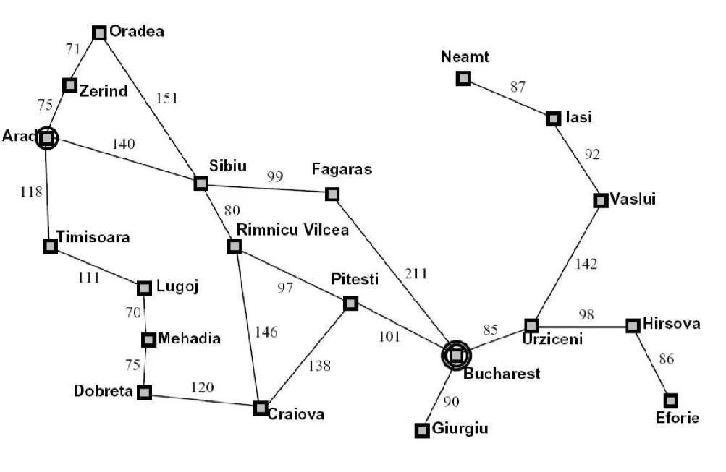 Oradea
71
Neamt
87
Zerind
75
151
Iasi
Arad
140
92
Sibiu
99
Fagaras
118
80
Vaslui
Timisoara
Rimnicu Vilcea
111
Lugoj
97
Pitesti
211
142
70
Mehadia
146
101
85
98
Hirsova
Urziceni
75
138
86
Bucharest
Dobreta
120
90
Craiova
Giurgiu
Eforie